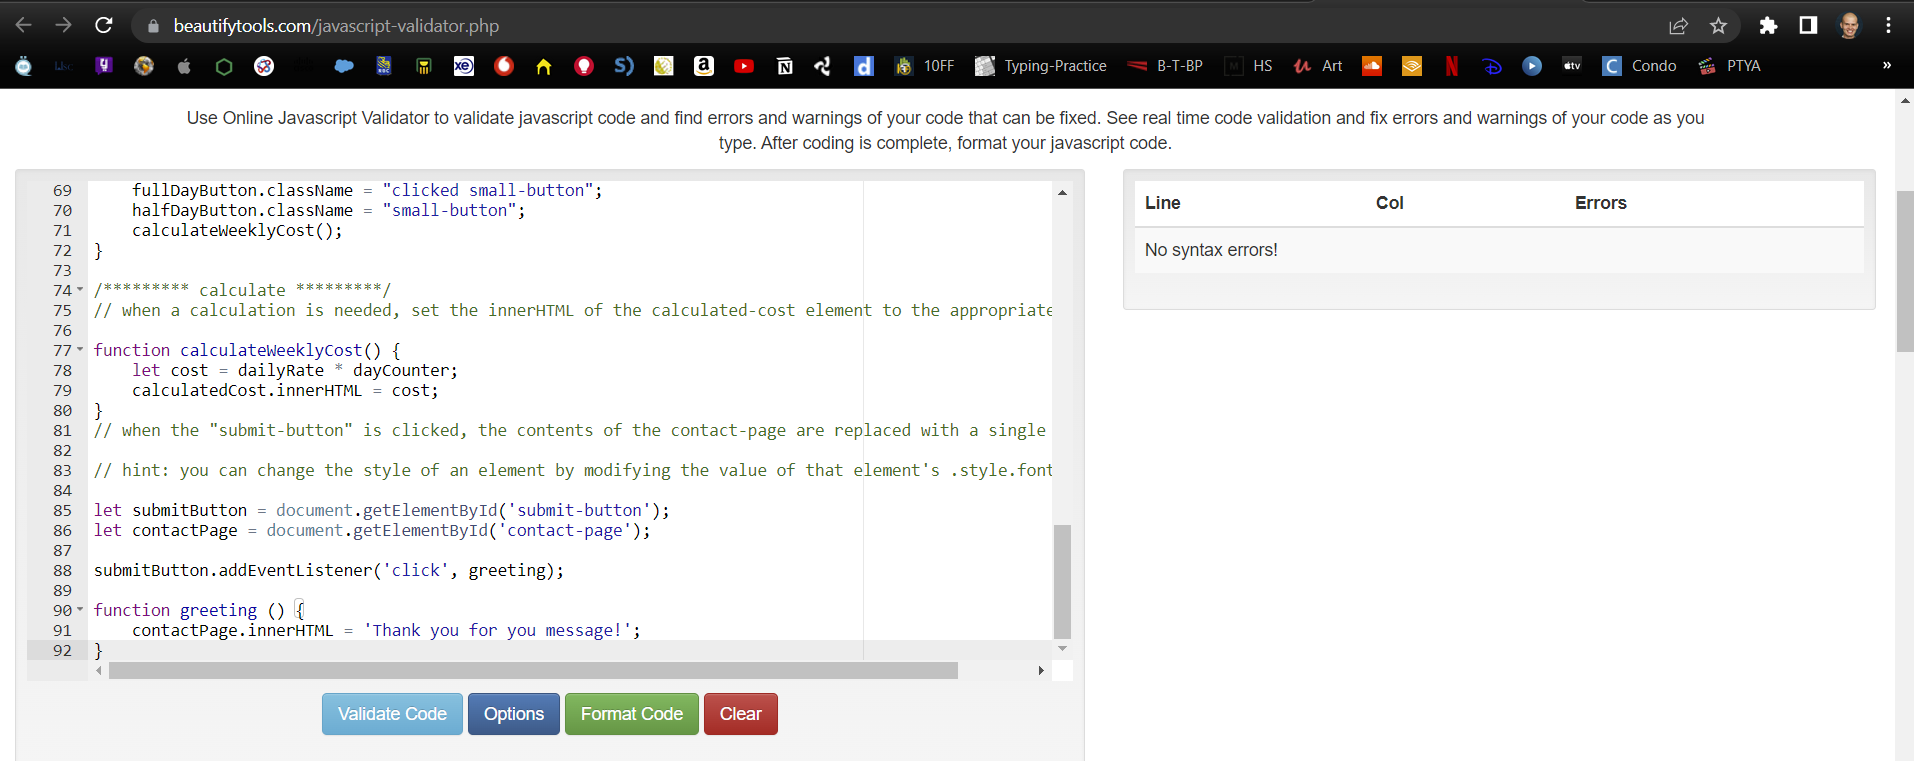 beautifytools.com/javascript-validator.php
10FF Typing-Practice B-T-BP HS Art Condo PTYA »
Use Online Javascript Validator to validate javascript code and find errors and warnings of your code that can be fixed. See real time code validation and fix errors and warnings of your code as you
type. After coding is complete, format your javascript code.
69 fullDayButton.className = "clicked small-button";
70 halfDayButton.className = "small-button";
71 calculateWeeklyCost();
72 }
73
74 /********* calculate *********/
75 // when a calculation is needed, set the innerHTML of the calculated-cost element to the appropriate
76
77 function calculateWeeklyCost() {
78 let cost = dailyRate * dayCounter;
79 calculatedCost.innerHTML = cost;
80 }
81 // when the "submit-button" is clicked, the contents of the contact-page are replaced with a single
82
83 // hint: you can change the style of an element by modifying the value of that element's .style.font
84
85 let submitButton = document.getElementById('submit-button');
86 let contactPage = document.getElementById('contact-page');
87
88 submitButton.addEventListener('click', greeting);
89
90 function greeting () {
91 contactPage.innerHTML = 'Thank you for you message!';
92 }
Validate Code Options Format Code Clear
Line Col Errors
No syntax errors!